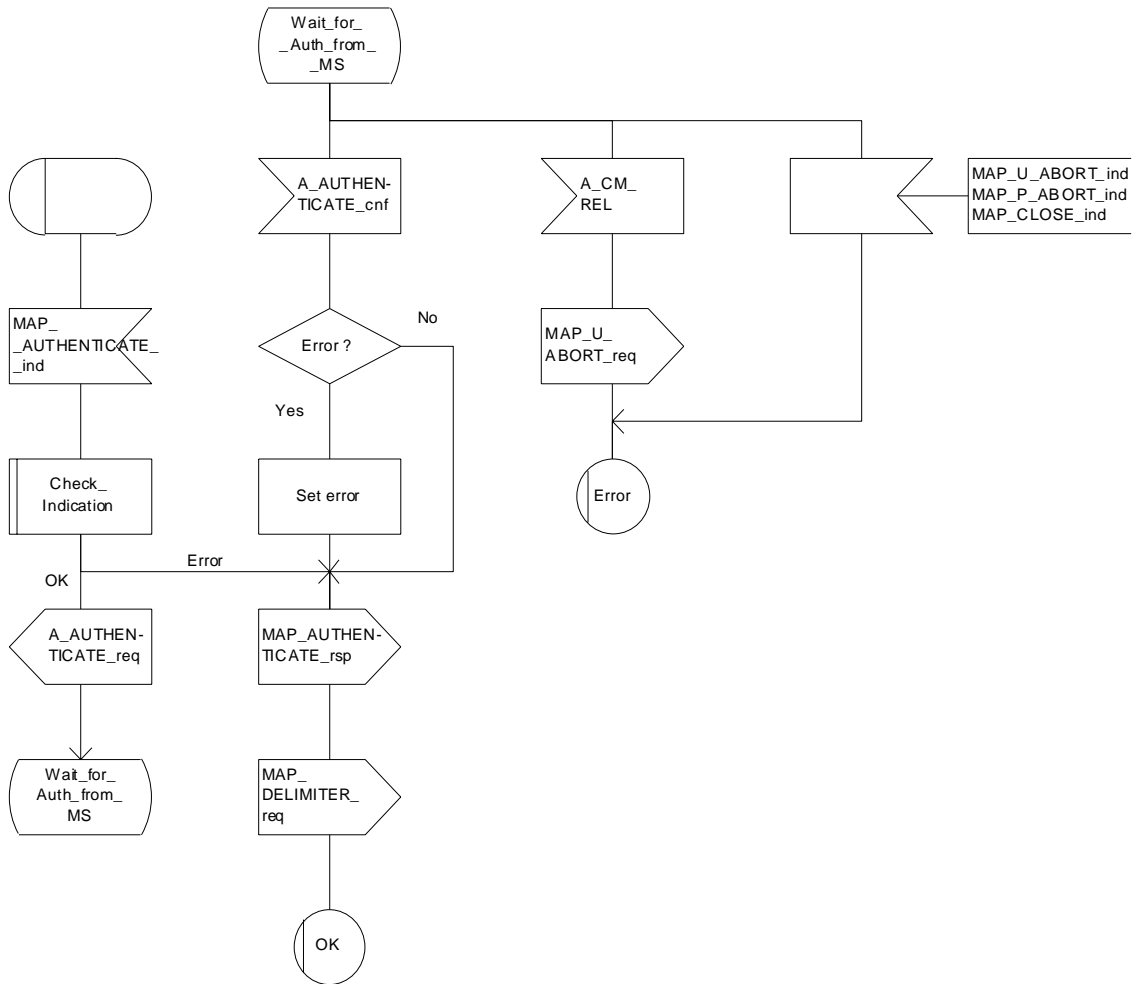 Wait_for_
_Auth_from_
_MS
A_AUTHEN-
TICATE_cnf
A_CM_
REL
MAP_U_ABORT_ind
MAP_P_ABORT_ind
MAP_CLOSE_ind
MAP_
_AUTHENTICATE_
_ind
Error ?
No
Yes
MAP_U_
ABORT_req
Check_
Indication
Set error
Error
OK
Error
A_AUTHEN-
TICATE_req
MAP_AUTHEN-
TICATE_rsp
Wait_for_
Auth_from_
MS
MAP_
DELIMITER_
req
OK